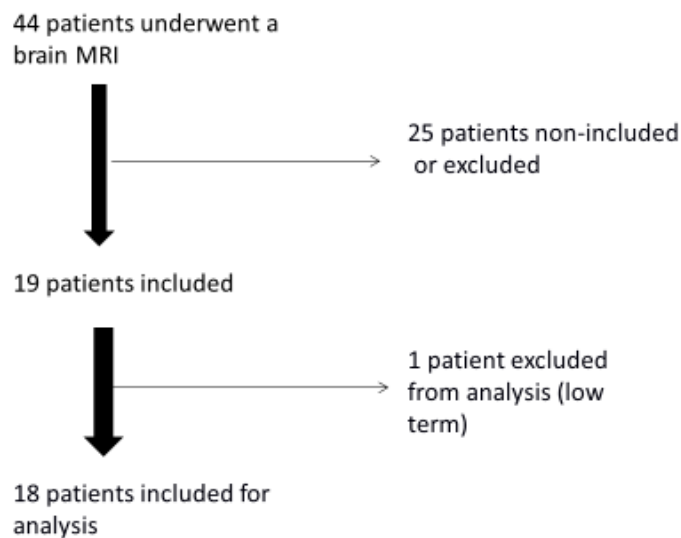 44 patients underwent a
brain MRI
25 patients non-included
or excluded
19 patients included
1 patient excluded
from analysis (low
term)
18 patients included for
analysis